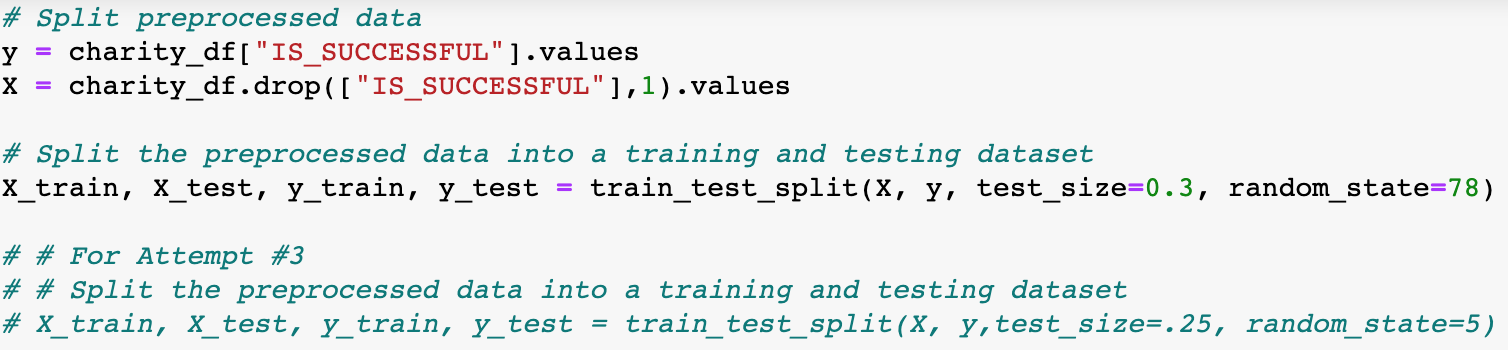 # Split preprocessed data
y = charity_df["IS_SUCCESSFUL"].values
X = charity_df.drop(["IS_SUCCESSFUL"],1).values
# Split the preprocessed data into a training and testing dataset
X_train, X_test, y_train, y_test = train_test_split(X, y, test_size=0.3, random_state=78)
# # For Attempt #3
# # Split the preprocessed data into a training and testing dataset
# X_train, X_test, y_train, y_test = train_test_split(X, y,test_size=.25, random_state=5)